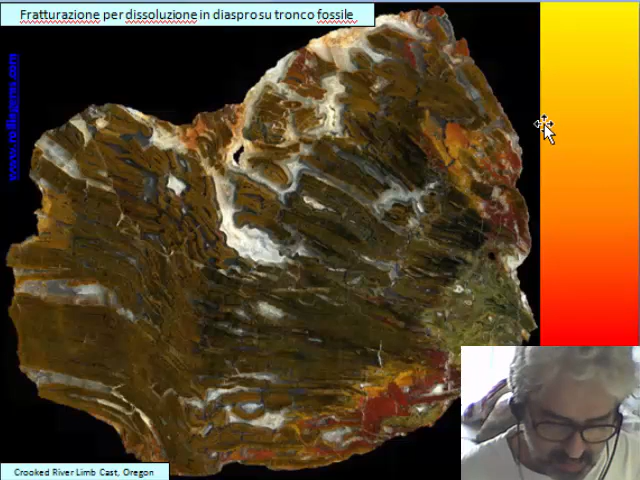 Fratturazione per dissoluzione in diaspro su tronco fossile
Crooked River Limb Cast, Oregon